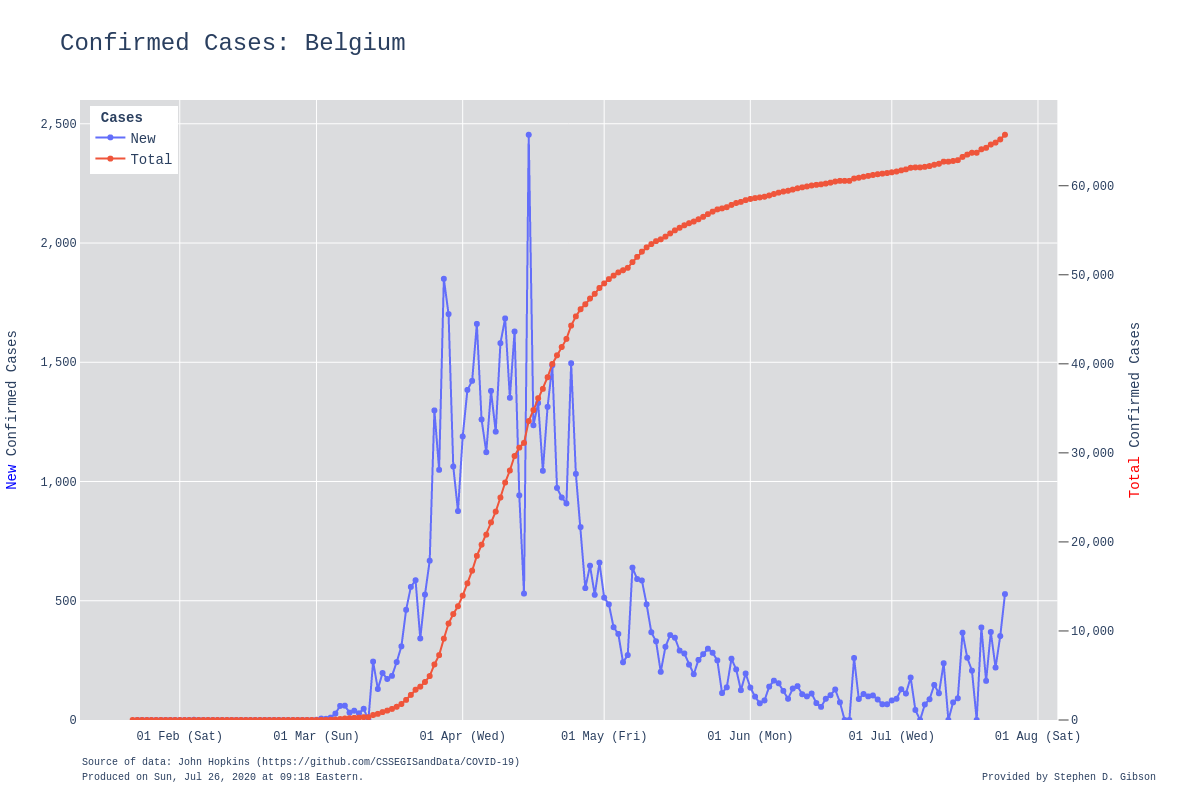 Confirmed Cases: Belgium
Cases
New
Total
2,500
2,000
1,500
1,000
500
0
New Confirmed Cases
60,000
50,000
40,000
30,000
20,000
10,000
0
Total Confirmed Cases
01 Feb (Sat)
01 Mar (Sun)
01 Apr (Wed)
01 May (Fri)
01 Jun (Mon)
01 Jul (Wed)
01 Aug (Sat)
Source of data: John Hopkins (https://github.com/CSSEGISandData/COVID-19)
Produced on Sun, Jul 26, 2020 at 09:18 Eastern.
Provided by Stephen D. Gibson